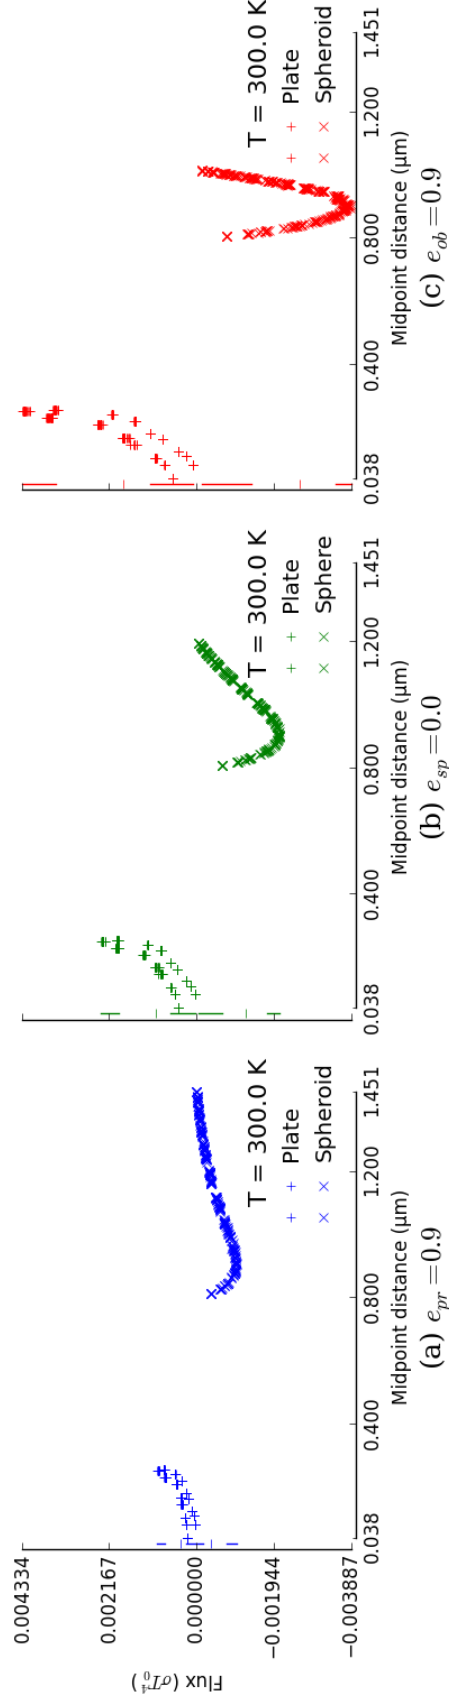 0.004334
0.002167
0.000000
−0.001944
−0.003887
Flux (σT₀⁴)
T = 300.0 K
Plate
Spheroid
0.038 0.400 0.800 1.200 1.451
Midpoint distance (μm)
(a) e_pr=0.9
T = 300.0 K
Plate
Sphere
0.038 0.400 0.800 1.200 1.451
Midpoint distance (μm)
(b) e_sp=0.0
T = 300.0 K
Plate
Spheroid
0.038 0.400 0.800 1.200 1.451
Midpoint distance (μm)
(c) e_ob=0.9